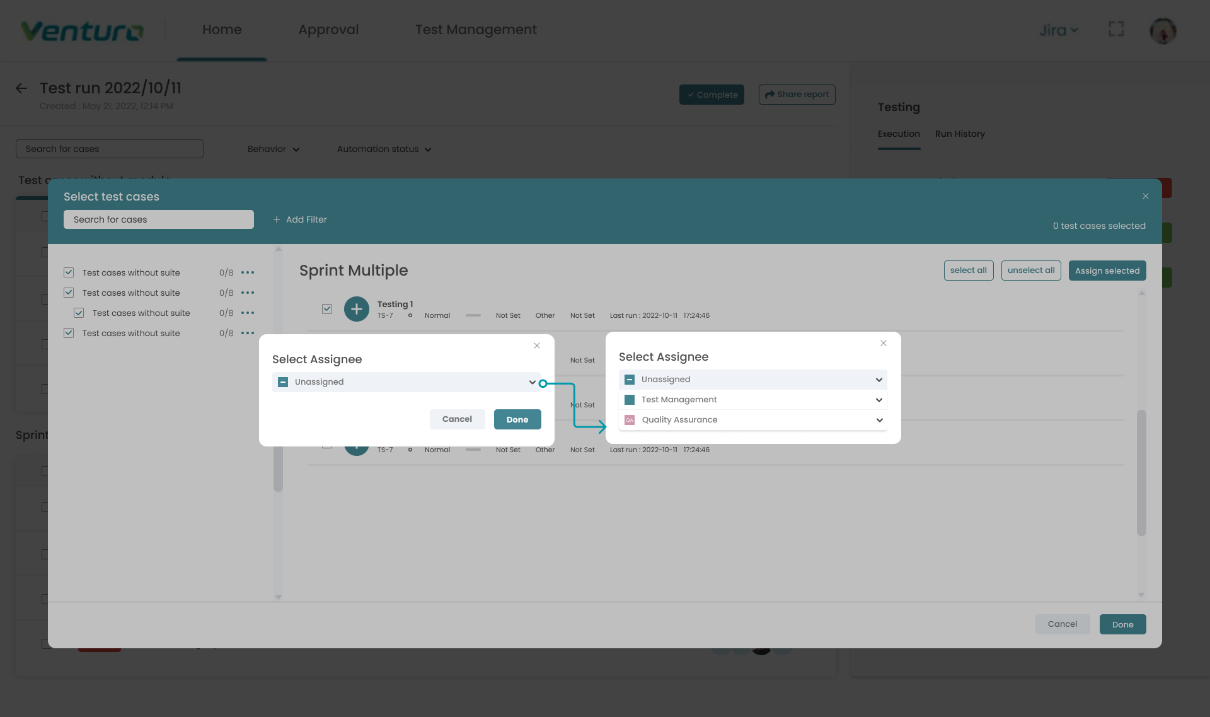 Venturo
Home
Approval
Test Management
Jira
Test run 2022/10/11
Created : May 21, 2022, 12:14 PM
Complete
Share report
Testing
Execution
Run History
Search for cases
Behavior
Automation status
Select test cases
Search for cases
Add Filter
0 test cases selected
Test cases without suite 0/8
Test cases without suite 0/8
Test cases without suite 0/8
Test cases without suite 0/8
Sprint Multiple
select all
unselect all
Assign selected
Testing 1
TS-7 Normal Not Set Other Not Set Last run : 2022-10-11 17:24:46
Not Set
Not Set
TS-7 Normal Not Set Other Not Set Last run : 2022-10-11 17:24:46
Select Assignee
Unassigned
Cancel
Done
Select Assignee
Unassigned
Test Management
Quality Assurance
Sprint
Cancel
Done